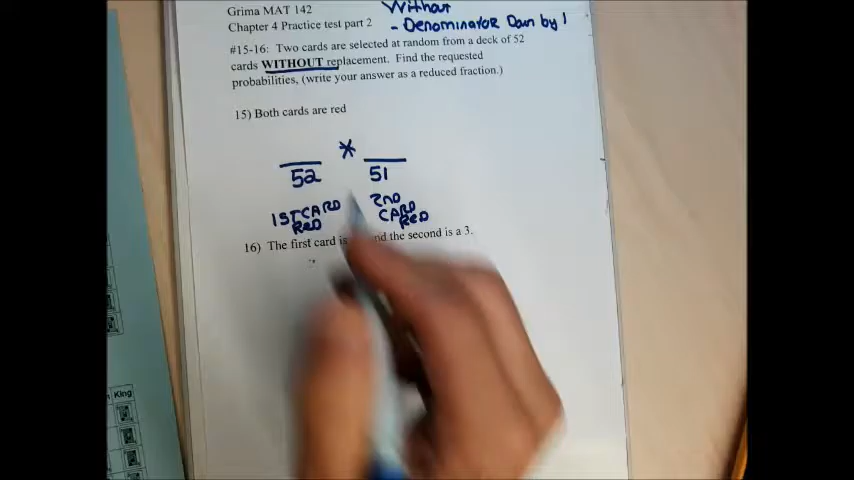 Grima MAT 142
Without
Chapter 4 Practice test part 2
- Denominator Down by 1
#15-16: Two cards are selected at random from a deck of 52
cards WITHOUT replacement. Find the requested
probabilities, (write your answer as a reduced fraction.)
15) Both cards are red
*
52 51
1ST CARD RED
2ND CARD RED
16) The first card is and the second is a 3.
King